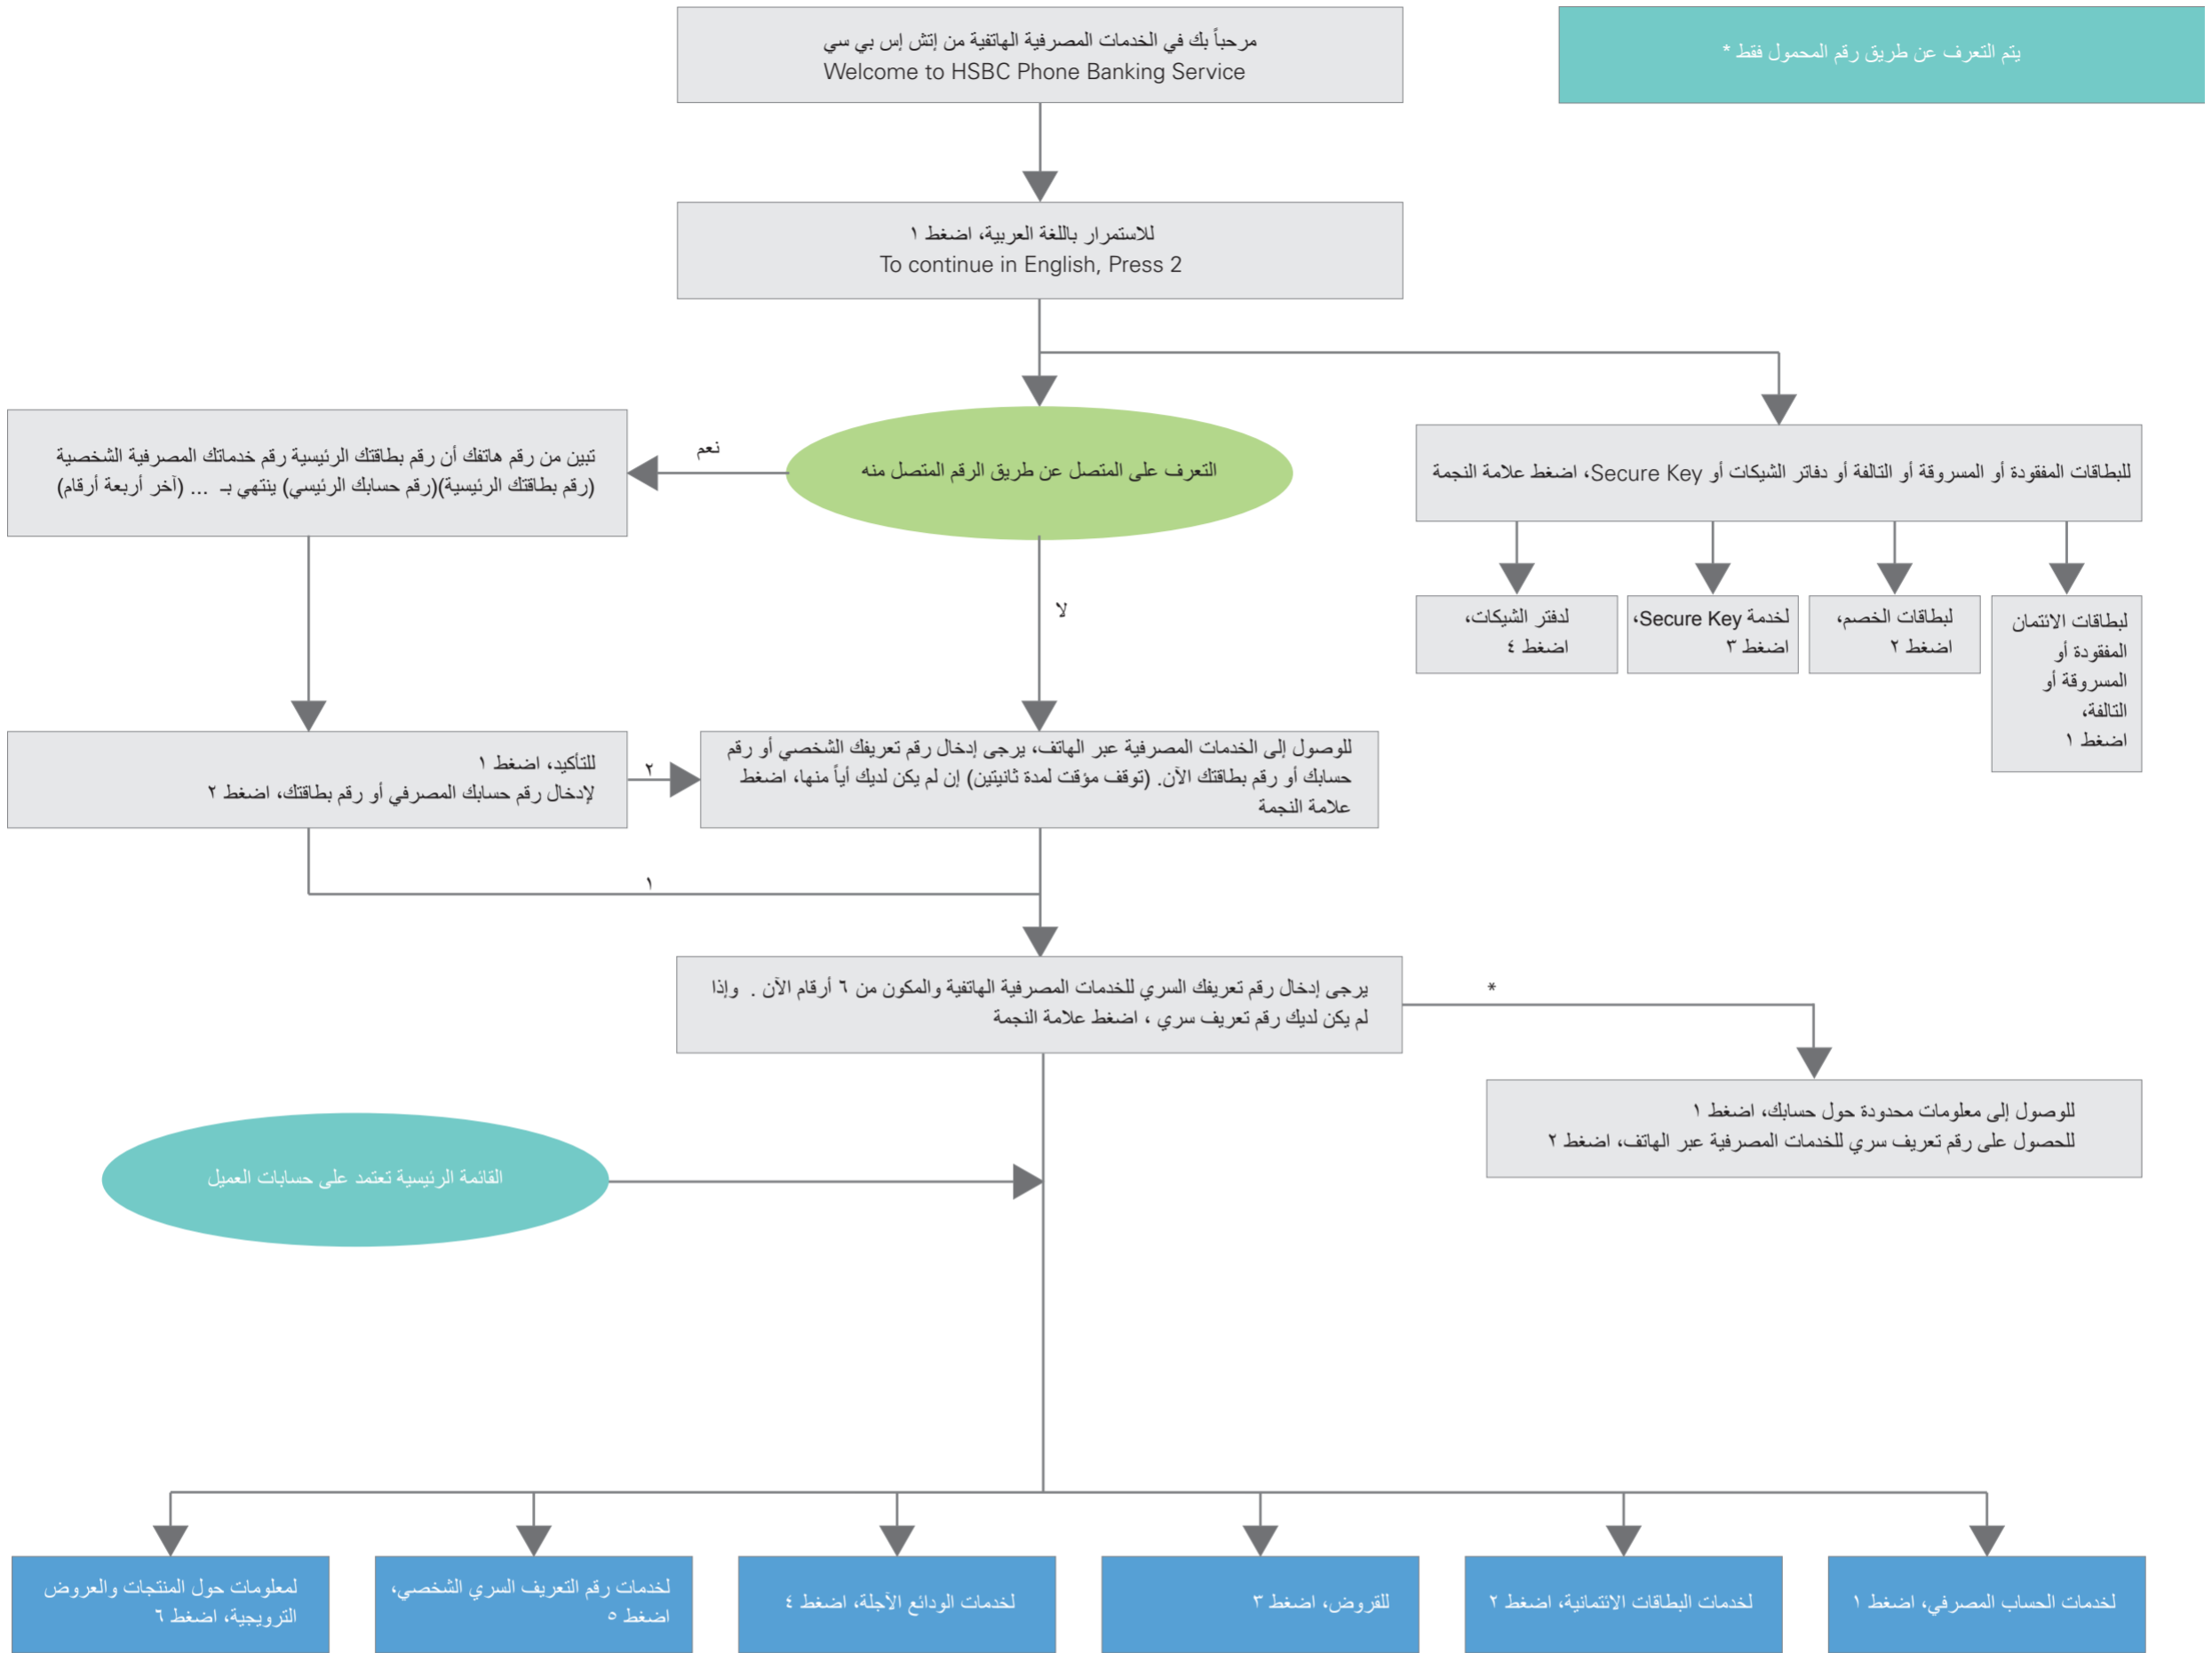 مرحباً بك في الخدمات المصرفية الهاتفية من إتش إس بي سي
Welcome to HSBC Phone Banking Service
يتم التعرف عن طريق رقم المحمول فقط *
للاستمرار باللغة العربية، اضغط ١
To continue in English, Press 2
للبطاقات المفقودة أو المسروقة أو التالفة أو دفاتر الشيكات أو Secure Key، اضغط علامة النجمة
لبطاقات الائتمان
المفقودة أو
المسروقة أو
التالفة،
اضغط ١
لبطاقات الخصم،
اضغط ٢
لخدمة Secure Key،
اضغط ٣
لدفتر الشيكات،
اضغط ٤
التعرف على المتصل عن طريق الرقم المتصل منه
نعم
لا
تبين من رقم هاتفك أن رقم بطاقتك الرئيسية رقم خدماتك المصرفية الشخصية
(رقم بطاقتك الرئيسية)(رقم حسابك الرئيسي) ينتهي بـ ... (آخر أربعة أرقام)
للتأكيد، اضغط ١
لإدخال رقم حسابك المصرفي أو رقم بطاقتك، اضغط ٢
٢
للوصول إلى الخدمات المصرفية عبر الهاتف، يرجى إدخال رقم تعريفك الشخصي أو رقم
حسابك أو رقم بطاقتك الآن. (توقف مؤقت لمدة ثانيتين) إن لم يكن لديك أياً منها، اضغط
علامة النجمة
١
يرجى إدخال رقم تعريفك السري للخدمات المصرفية الهاتفية والمكون من ٦ أرقام الآن . وإذا
لم يكن لديك رقم تعريف سري ، اضغط علامة النجمة
*
للوصول إلى معلومات محدودة حول حسابك، اضغط ١
للحصول على رقم تعريف سري للخدمات المصرفية عبر الهاتف، اضغط ٢
القائمة الرئيسية تعتمد على حسابات العميل
لخدمات الحساب المصرفي، اضغط ١
لخدمات البطاقات الائتمانية، اضغط ٢
للقروض، اضغط ٣
لخدمات الودائع الآجلة، اضغط ٤
لخدمات رقم التعريف السري الشخصي،
اضغط ٥
لمعلومات حول المنتجات والعروض
الترويجية، اضغط ٦